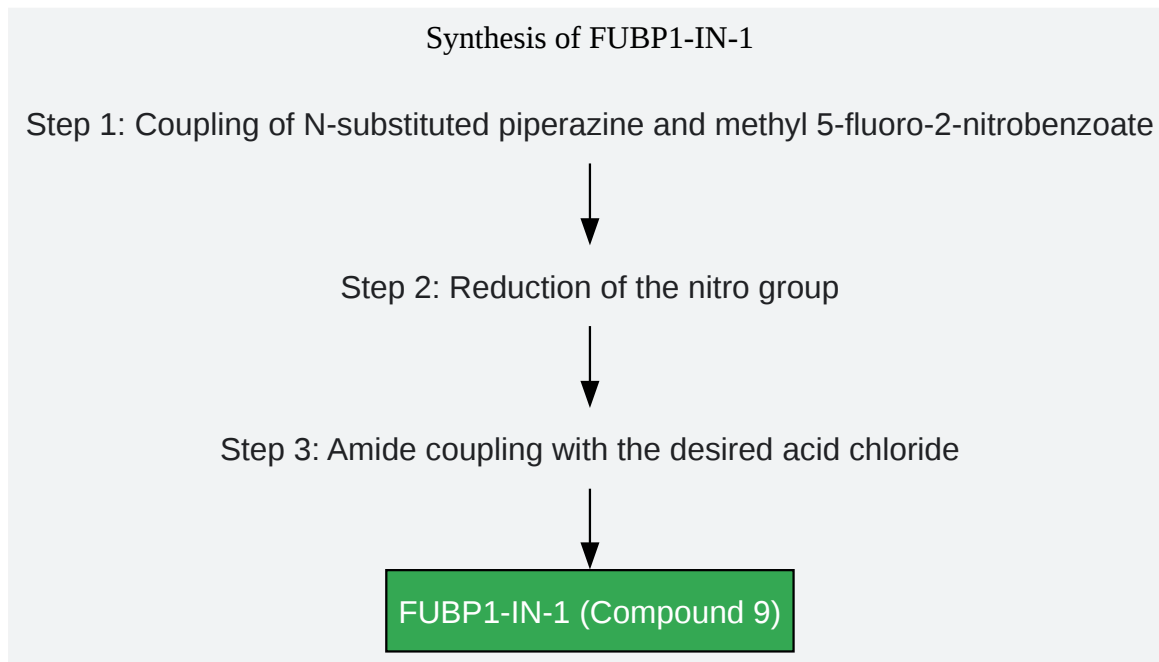 Synthesis of FUBP1-IN-1
Step 1: Coupling of N-substituted piperazine and methyl 5-fluoro-2-nitrobenzoate
Step 2: Reduction of the nitro group
Step 3: Amide coupling with the desired acid chloride
FUBP1-IN-1 (Compound 9)